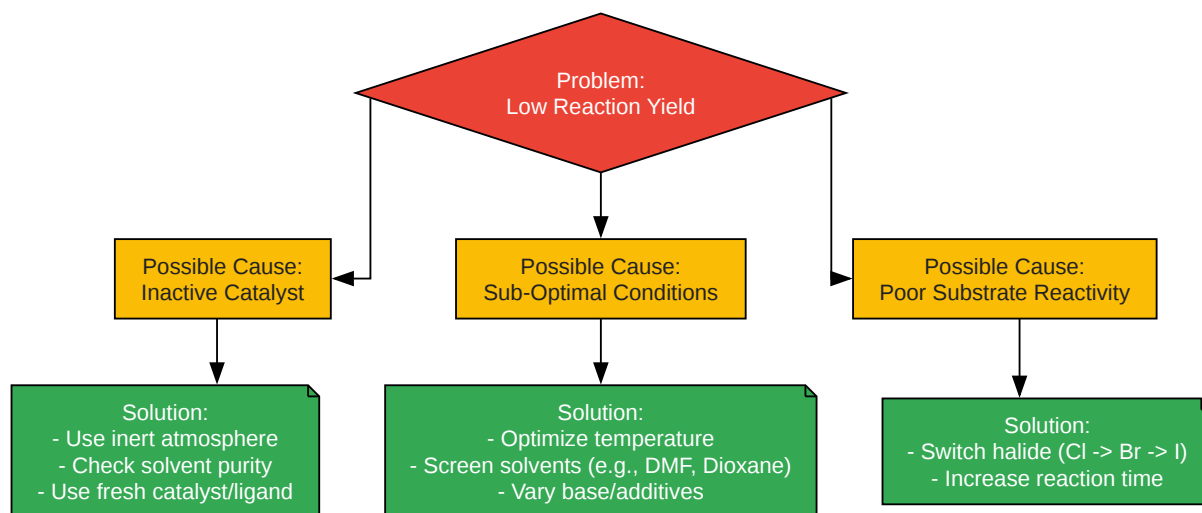 Problem:
Low Reaction Yield
Possible Cause:
Inactive Catalyst
Possible Cause:
Sub-Optimal Conditions
Possible Cause:
Poor Substrate Reactivity
Solution:
- Use inert atmosphere
- Check solvent purity
- Use fresh catalyst/ligand
Solution:
- Optimize temperature
- Screen solvents (e.g., DMF, Dioxane)
- Vary base/additives
Solution:
- Switch halide (Cl -> Br -> I)
- Increase reaction time